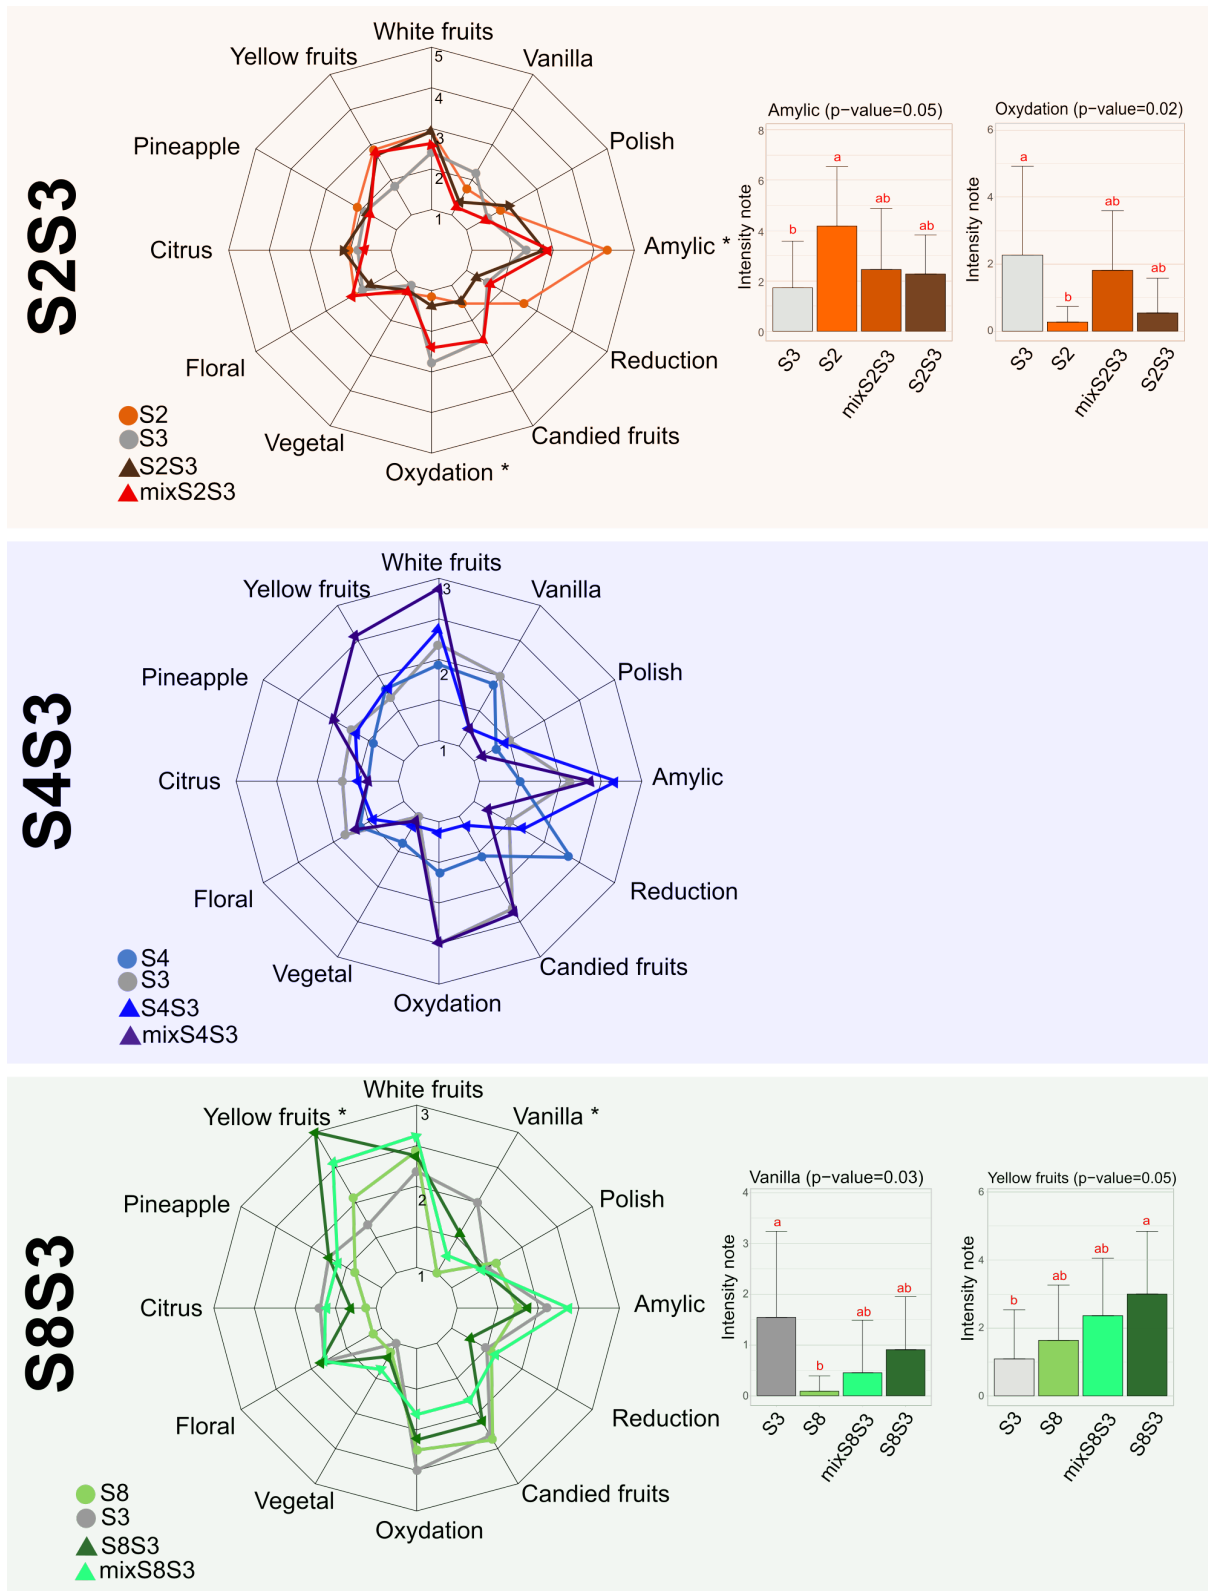 S2S3
White fruits
Yellow fruits
Vanilla
Pineapple
Polish
Citrus
Amylic *
Floral
Reduction
Vegetal
Candied fruits
Oxydation *
5
4
3
2
1
S2
S3
S2S3
mixS2S3
Amylic (p−value=0.05)
Intensity note
8
6
4
2
0
b
a
ab
ab
S3
S2
mixS2S3
S2S3
Oxydation (p−value=0.02)
6
4
2
0
a
b
ab
ab
S3
S2
mixS2S3
S2S3
S4S3
White fruits
Yellow fruits
Vanilla
Pineapple
Polish
Citrus
Amylic
Floral
Reduction
Vegetal
Candied fruits
Oxydation
3
2
1
S4
S3
S4S3
mixS4S3
S8S3
White fruits
Yellow fruits *
Vanilla *
Pineapple
Polish
Citrus
Amylic
Floral
Reduction
Vegetal
Candied fruits
Oxydation
3
2
1
S8
S3
S8S3
mixS8S3
Vanilla (p−value=0.03)
Intensity note
4
3
2
1
0
a
b
ab
ab
S3
S8
mixS8S3
S8S3
Yellow fruits (p−value=0.05)
Intensity note
6
4
2
0
b
ab
ab
a
S3
S8
mixS8S3
S8S3